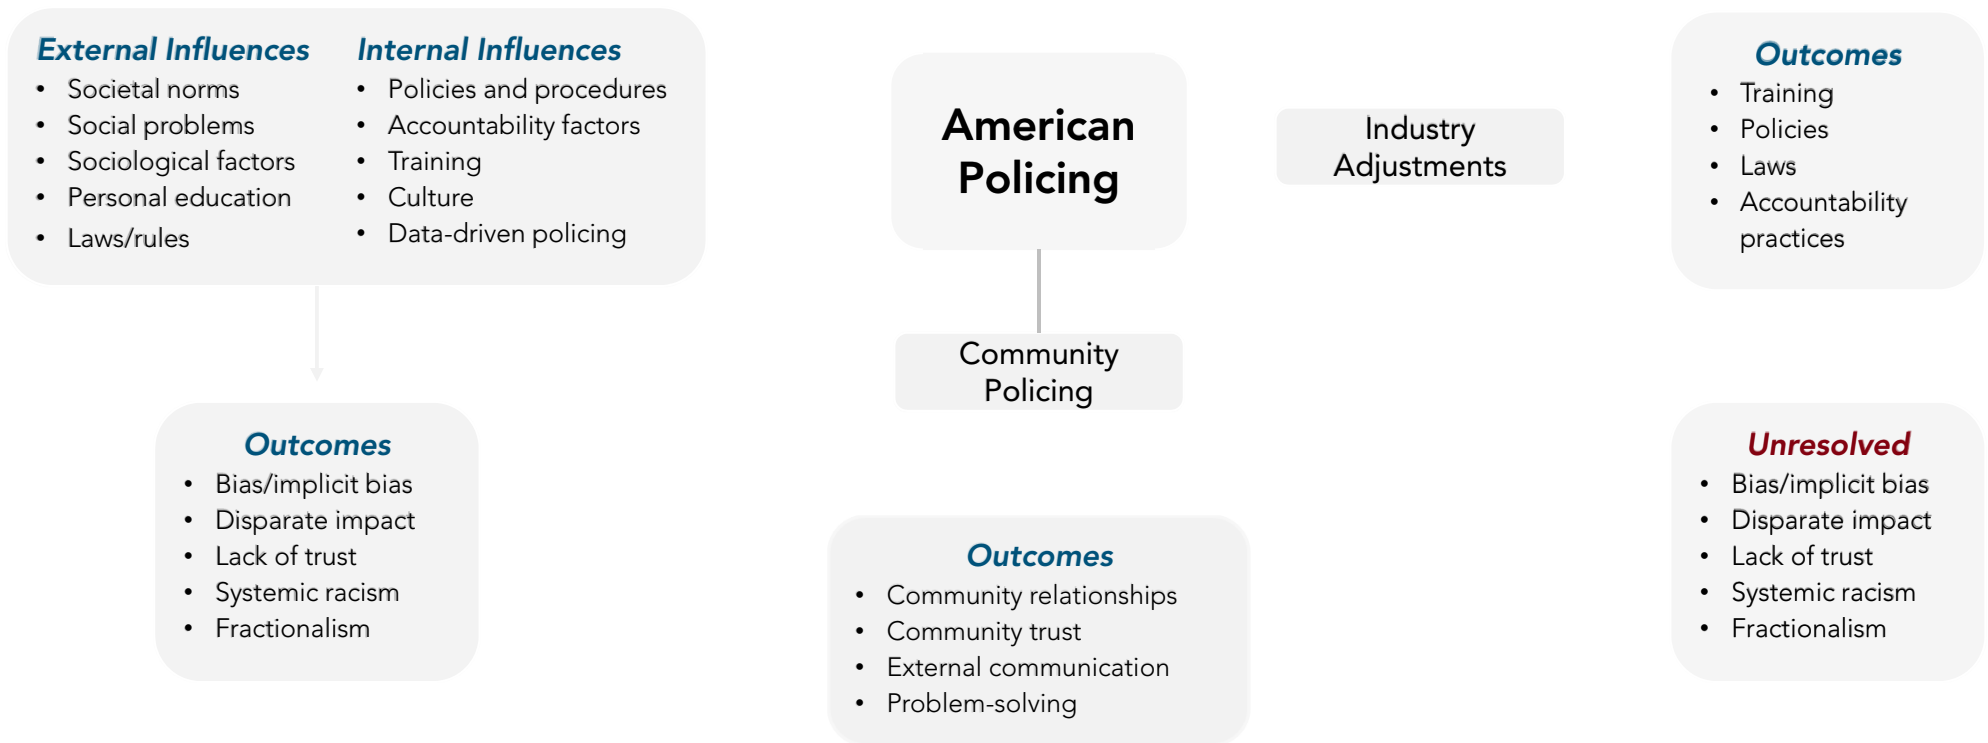 External Influences
• Societal norms
• Social problems
• Sociological factors
• Personal education
• Laws/rules
Internal Influences
• Policies and procedures
• Accountability factors
• Training
• Culture
• Data-driven policing
Outcomes
• Bias/implicit bias
• Disparate impact
• Lack of trust
• Systemic racism
• Fractionalism
American
Policing
Community
Policing
Outcomes
• Community relationships
• Community trust
• External communication
• Problem-solving
Industry
Adjustments
Outcomes
• Training
• Policies
• Laws
• Accountability
practices
Unresolved
• Bias/implicit bias
• Disparate impact
• Lack of trust
• Systemic racism
• Fractionalism